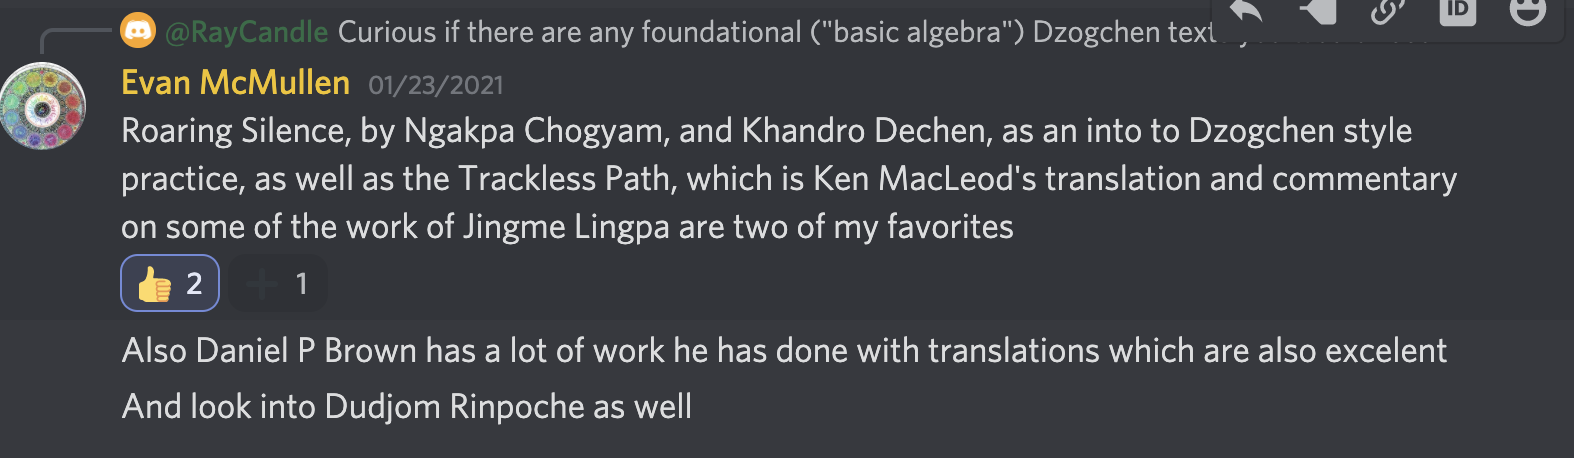 @RayCandle Curious if there are any foundational ("basic algebra") Dzogchen
ID
Evan McMullen 01/23/2021
Roaring Silence, by Ngakpa Chogyam, and Khandro Dechen, as an into to Dzogchen style
practice, as well as the Trackless Path, which is Ken MacLeod's translation and commentary
on some of the work of Jingme Lingpa are two of my favorites
2 1
Also Daniel P Brown has a lot of work he has done with translations which are also excelent
And look into Dudjom Rinpoche as well